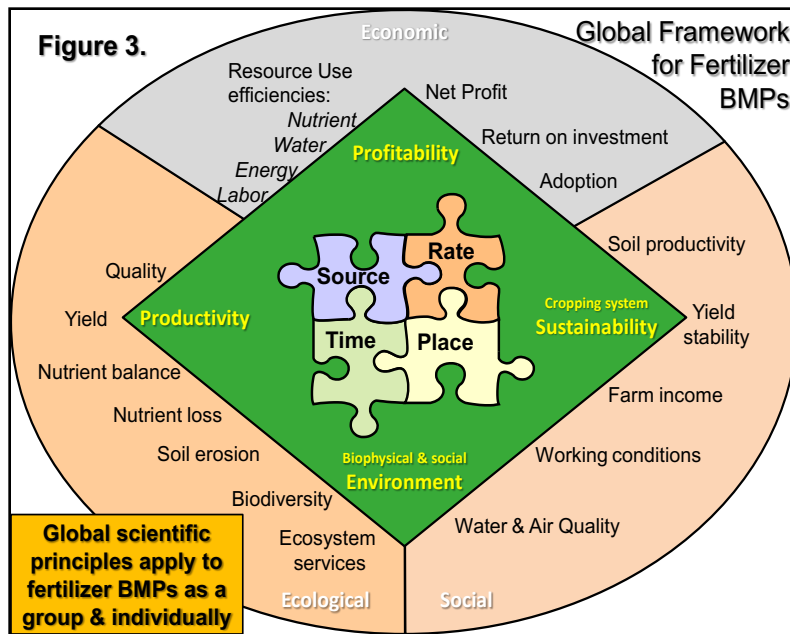 Figure 3.
Economic
Global Framework
for Fertilizer
BMPs
Resource Use
efficiencies:
Nutrient
Water
Energy
Labor
Net Profit
Return on investment
Adoption
Profitability
Quality
Yield
Nutrient balance
Nutrient loss
Soil erosion
Biodiversity
Ecosystem
services
Productivity
Source
Rate
Time
Place
Cropping system
Sustainability
Biophysical & social
Environment
Soil productivity
Yield
stability
Farm income
Working conditions
Water & Air Quality
Ecological
Social
Global scientific
principles apply to
fertilizer BMPs as a
group & individually